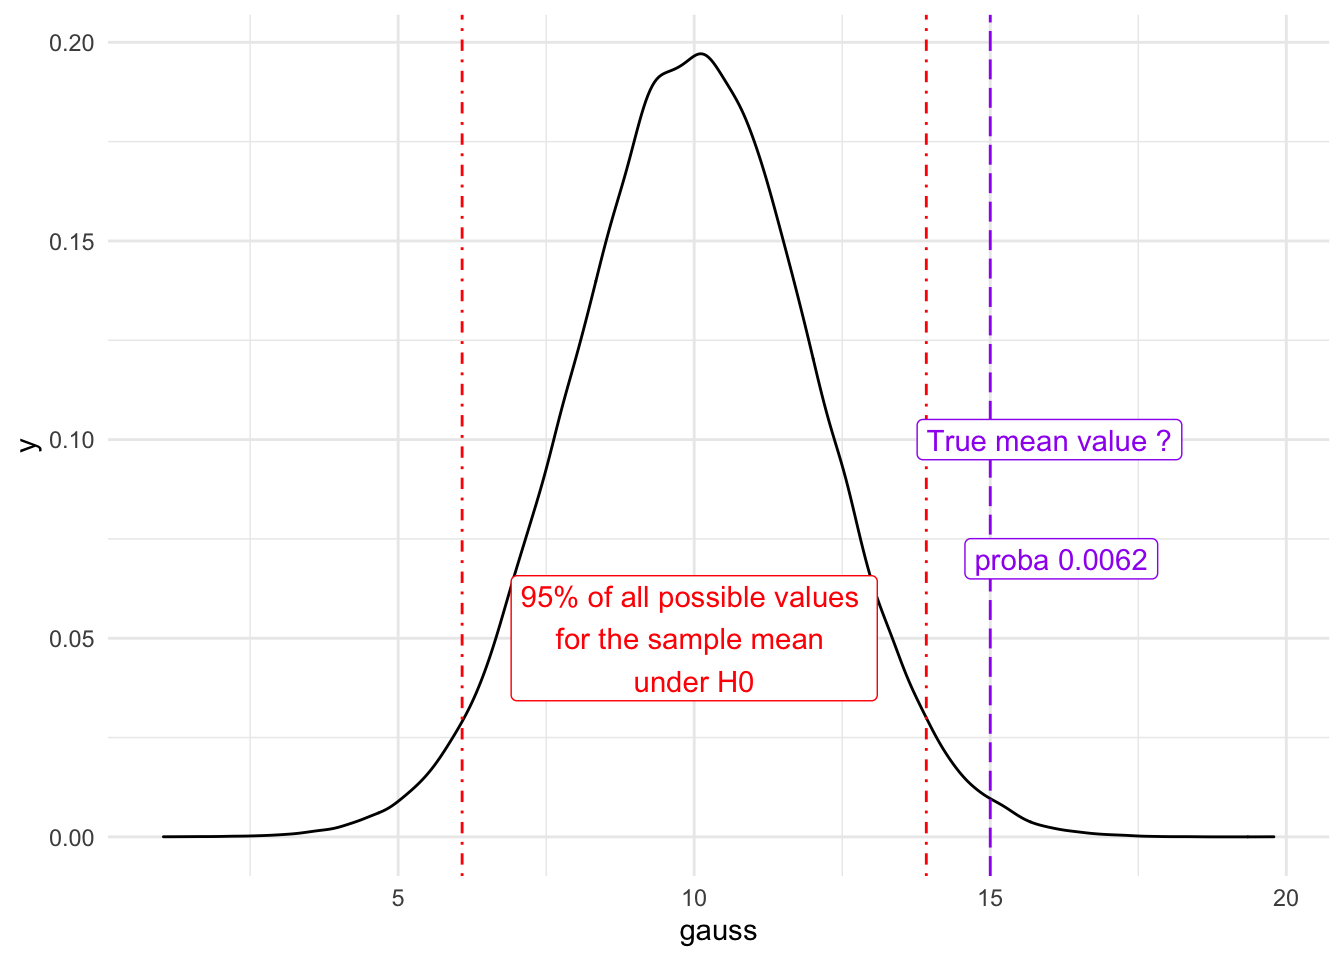 0.20
0.15
0.10
0.05
0.00
y
True mean value ?
proba 0.0062
95% of all possible values
for the sample mean
under H0
5
10
15
20
gauss